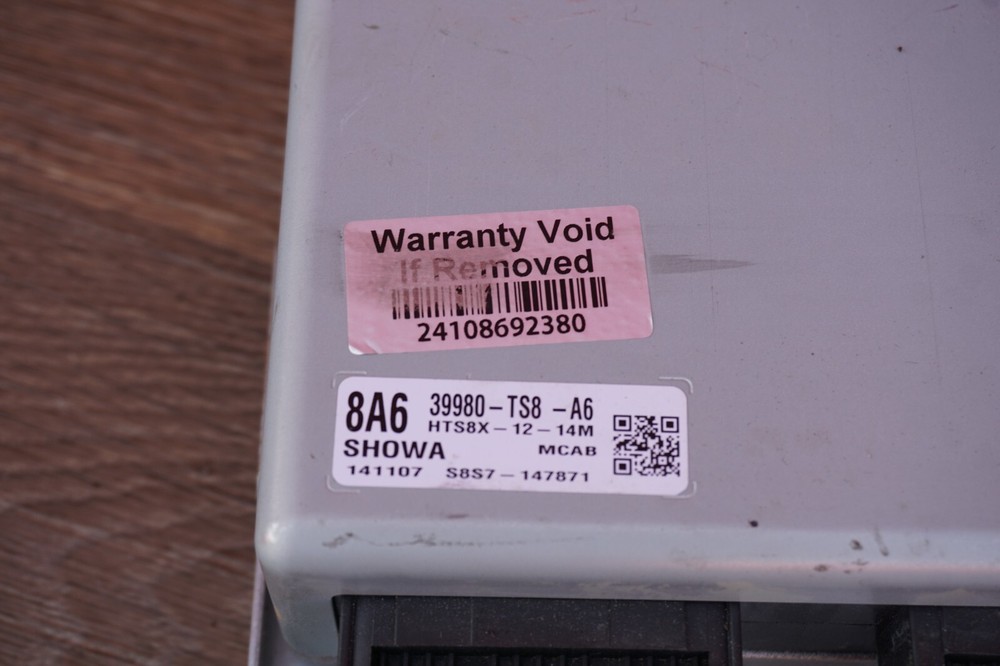 Warranty Void
If Removed
24108692380
8A6 39980-TS8 -A6
HTS8X-12-14M
SHOWA MCAB
141107 S8S7-147871